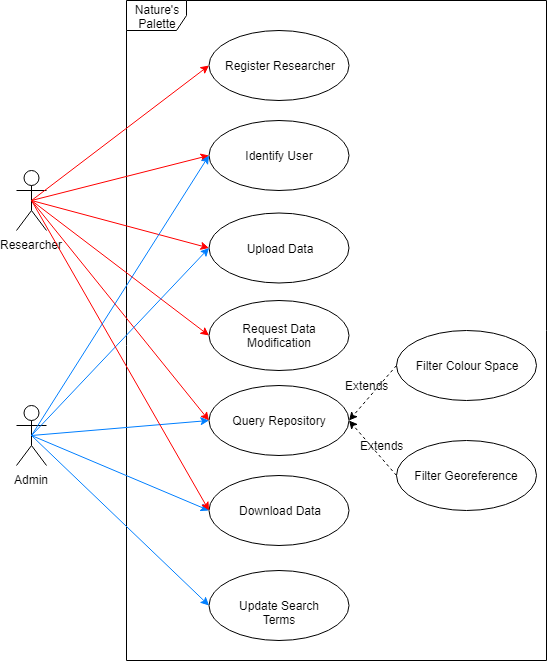 Nature's
Palette
Register Researcher
Identify User
Researcher
Upload Data
Request Data
Modification
Filter Colour Space
Extends
Query Repository
Extends
Admin
Filter Georeference
Download Data
Update Search
Terms